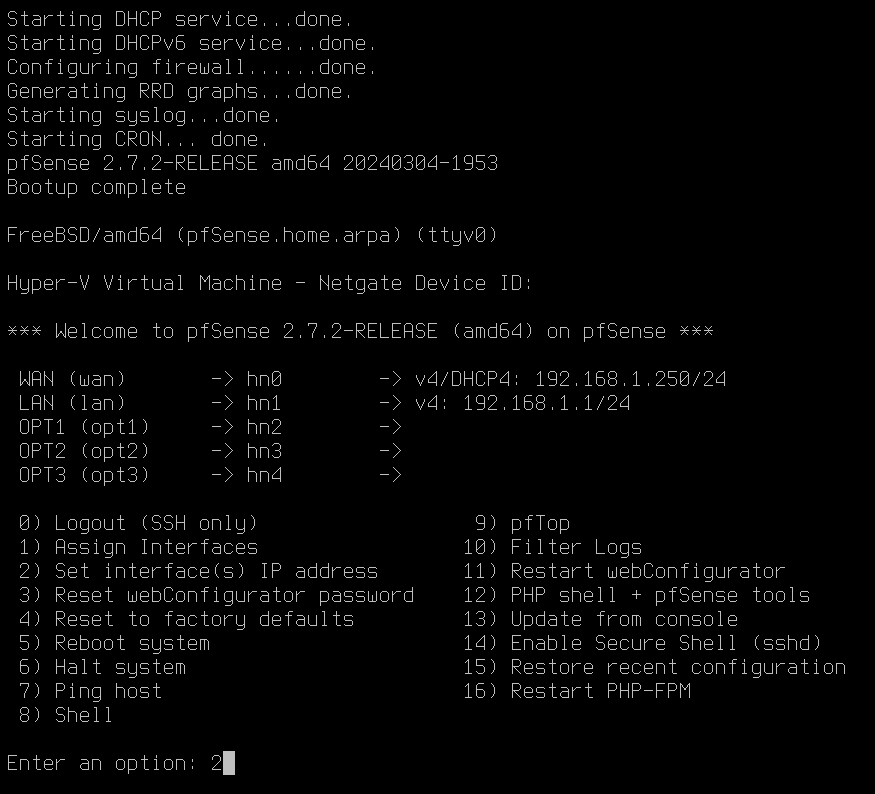 Starting DHCP service...done.
Starting DHCPv6 service...done.
Configuring firewall......done.
Generating RRD graphs...done.
Starting syslog...done.
Starting CRON... done.
pfSense 2.7.2-RELEASE amd64 20240304-1953
Bootup complete

FreeBSD/amd64 (pfSense.home.arpa) (ttyv0)

Hyper-V Virtual Machine - Netgate Device ID:

*** Welcome to pfSense 2.7.2-RELEASE (amd64) on pfSense ***

 WAN (wan)       -> hn0        -> v4/DHCP4: 192.168.1.250/24
 LAN (lan)       -> hn1        -> v4: 192.168.1.1/24
 OPT1 (opt1)     -> hn2        ->
 OPT2 (opt2)     -> hn3        ->
 OPT3 (opt3)     -> hn4        ->

 0) Logout (SSH only)                  9) pfTop
 1) Assign Interfaces                 10) Filter Logs
 2) Set interface(s) IP address       11) Restart webConfigurator
 3) Reset webConfigurator password    12) PHP shell + pfSense tools
 4) Reset to factory defaults         13) Update from console
 5) Reboot system                     14) Enable Secure Shell (sshd)
 6) Halt system                       15) Restore recent configuration
 7) Ping host                         16) Restart PHP-FPM
 8) Shell

Enter an option: 2